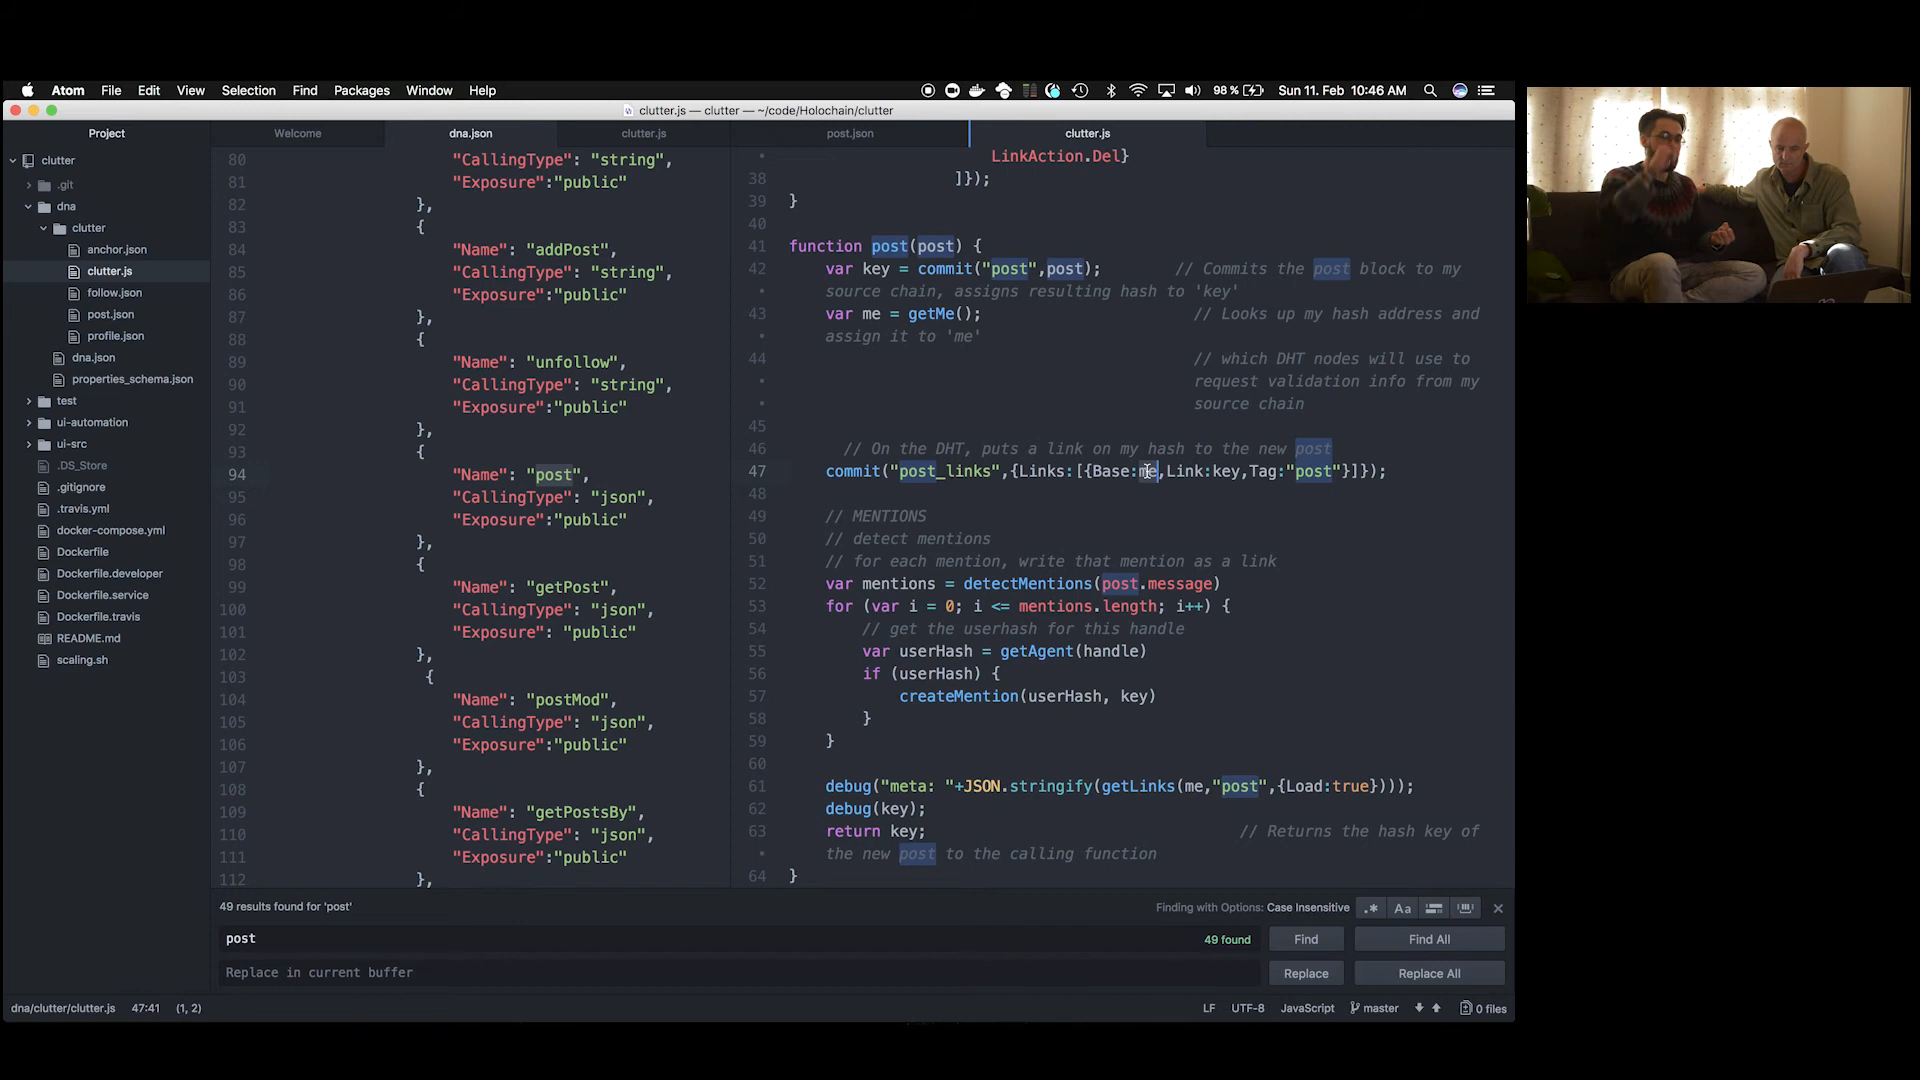 Atom File Edit View Selection Find Packages Window Help
98 % Sun 11. Feb 10:46 AM
clutter.js — clutter — ~/code/Holochain/clutter
Project
Welcome
dna.json
clutter.js
post.json
clutter.js
clutter
.git
dna
clutter
anchor.json
clutter.js
follow.json
post.json
profile.json
dna.json
properties_schema.json
test
ui-automation
ui-src
.DS_Store
.gitignore
.travis.yml
docker-compose.yml
Dockerfile
Dockerfile.developer
Dockerfile.service
Dockerfile.travis
README.md
scaling.sh
80 "CallingType": "string",
81 "Exposure":"public"
82 },
83 {
84 "Name": "addPost",
85 "CallingType": "string",
86 "Exposure":"public"
87 },
88 {
89 "Name": "unfollow",
90 "CallingType": "string",
91 "Exposure":"public"
92 },
93 {
94 "Name": "post",
95 "CallingType": "json",
96 "Exposure":"public"
97 },
98 {
99 "Name": "getPost",
100 "CallingType": "json",
101 "Exposure": "public"
102 },
103 {
104 "Name": "postMod",
105 "CallingType": "json",
106 "Exposure":"public"
107 },
108 {
109 "Name": "getPostsBy",
110 "CallingType": "json",
111 "Exposure":"public"
112 },
• LinkAction.Del}
38 ]});
39 }
40
41 function post(post) {
42 var key = commit("post",post); // Commits the post block to my
• source chain, assigns resulting hash to 'key'
43 var me = getMe(); // Looks up my hash address and
• assign it to 'me'
44 // which DHT nodes will use to
• request validation info from my
• source chain
45
46 // On the DHT, puts a link on my hash to the new post
47 commit("post_links",{Links:[{Base:me,Link:key,Tag:"post"}]});
48
49 // MENTIONS
50 // detect mentions
51 // for each mention, write that mention as a link
52 var mentions = detectMentions(post.message)
53 for (var i = 0; i <= mentions.length; i++) {
54 // get the userhash for this handle
55 var userHash = getAgent(handle)
56 if (userHash) {
57 createMention(userHash, key)
58 }
59 }
60
61 debug("meta: "+JSON.stringify(getLinks(me,"post",{Load:true})));
62 debug(key);
63 return key; // Returns the hash key of
• the new post to the calling function
64 }
49 results found for 'post'
Finding with Options: Case Insensitive
.* Aa
post
49 found
Find
Find All
Replace in current buffer
Replace
Replace All
dna/clutter/clutter.js 47:41 (1, 2)
LF UTF-8 JavaScript master 0 files